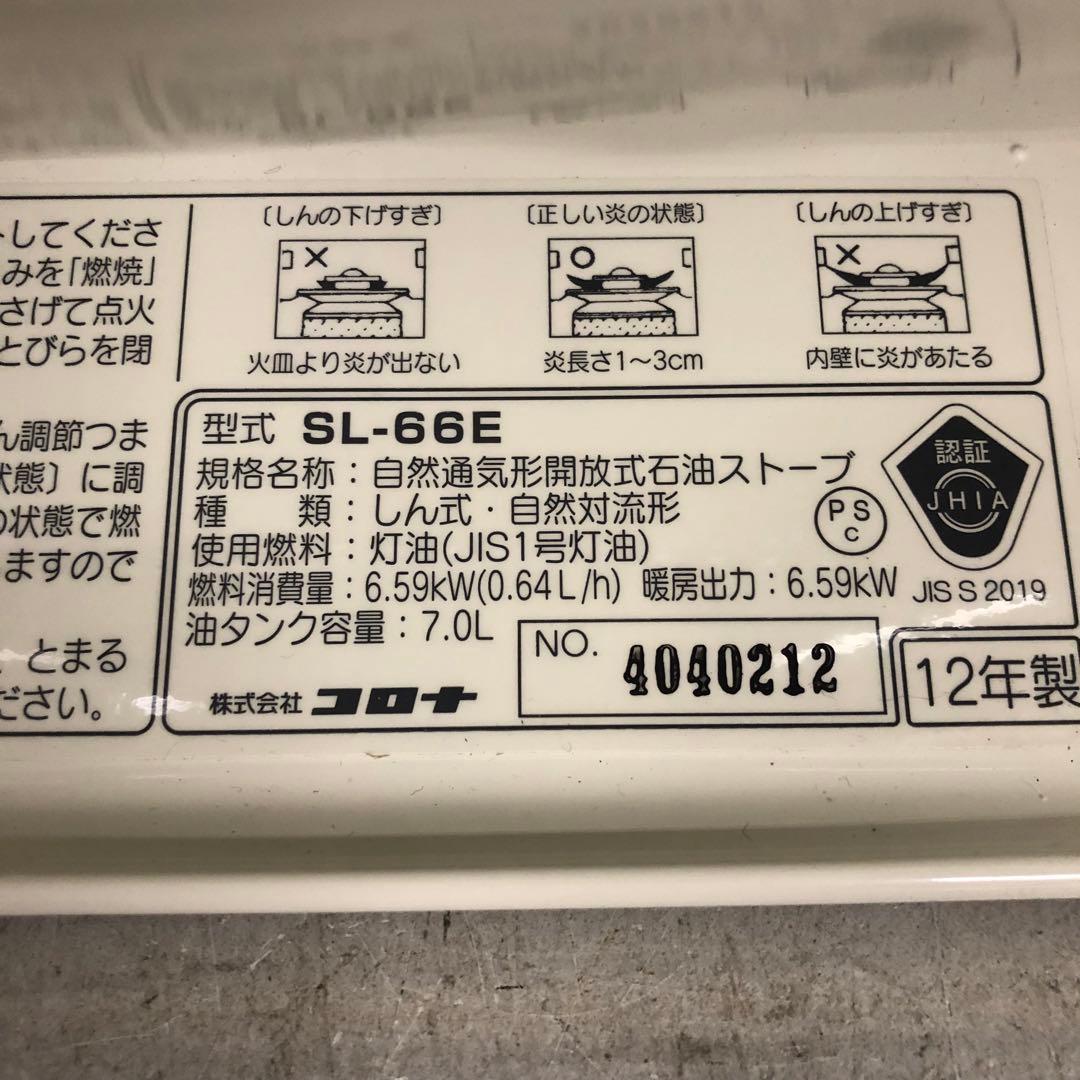 トしてくださ
みを「燃焼」
さげて点火
とびらを閉
ん調節つま
状態〕に調
の状態で燃
ますので
とまる
ださい。
〔しんの下げすぎ〕
×
火皿より炎が出ない
〔正しい炎の状態〕
○
炎長さ1〜3cm
〔しんの上げすぎ〕
×
内壁に炎があたる
型式 SL-66E
規格名称：自然通気形開放式石油ストーブ
種　類：しん式・自然対流形
使用燃料：灯油(JIS1号灯油)
燃料消費量：6.59kW(0.64L/h) 暖房出力：6.59kW
油タンク容量：7.0L
株式会社 コロナ
NO. 4040212
PS
C
認証
JHIA
JIS S 2019
12年製